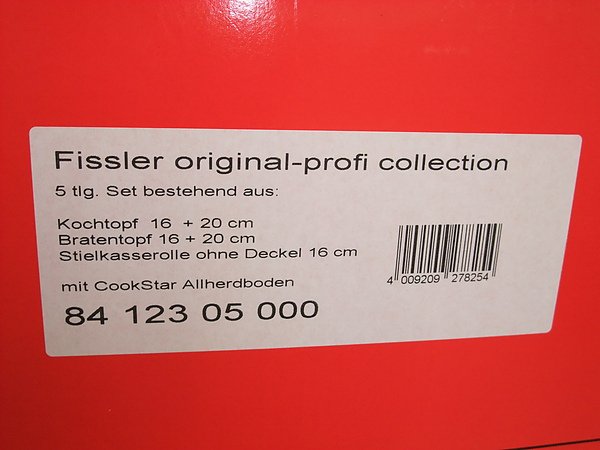 Fissler original-profi collection
5 tlg. Set bestehend aus:
Kochtopf 16 + 20 cm
Bratentopf 16 + 20 cm
Stielkasserolle ohne Deckel 16 cm
mit CookStar Allherdboden
84 123 05 000
4 009209 278254